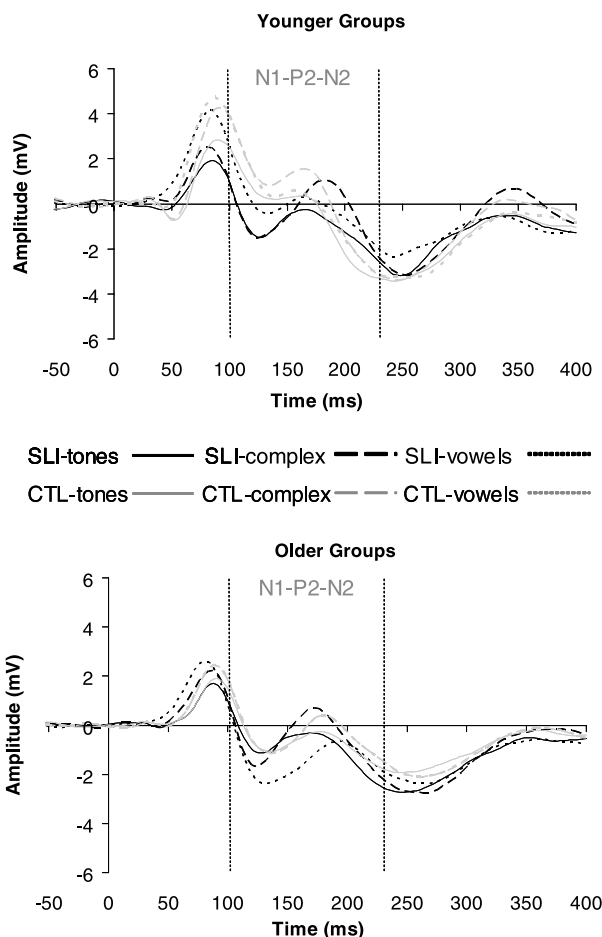 Younger Groups
6
N1-P2-N2
4
2
0
-2
-4
-6
Amplitude (mV)
-50 0 50 100 150 200 250 300 350 400
Time (ms)
SLI-tones SLI-complex SLI-vowels
CTL-tones CTL-complex CTL-vowels
Older Groups
6
N1-P2-N2
4
2
0
-2
-4
-6
Amplitude (mV)
-50 0 50 100 150 200 250 300 350 400
Time (ms)